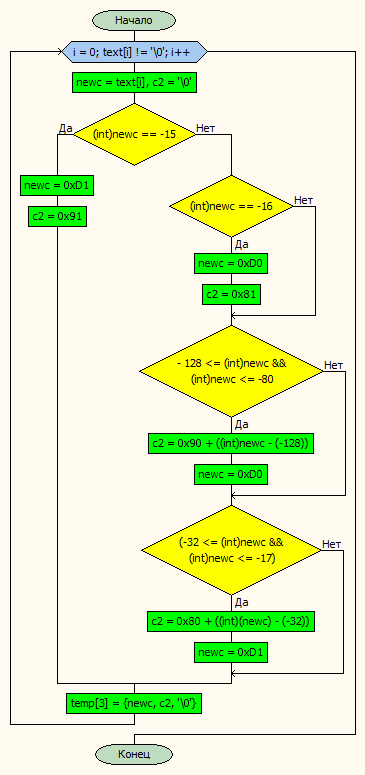 Начало
i = 0; text[i] != '\0'; i++
newc = text[i], c2 = '\0'
Да
(int)newc == -15
Нет
newc = 0xD1
c2 = 0x91
(int)newc == -16
Нет
Да
newc = 0xD0
c2 = 0x81
- 128 <= (int)newc &&
(int)newc <= -80
Нет
Да
c2 = 0x90 + ((int)newc - (-128))
newc = 0xD0
(-32 <= (int)newc &&
(int)newc <= -17)
Нет
Да
c2 = 0x80 + ((int)(newc) - (-32))
newc = 0xD1
temp[3] = {newc, c2, '\0'}
Конец